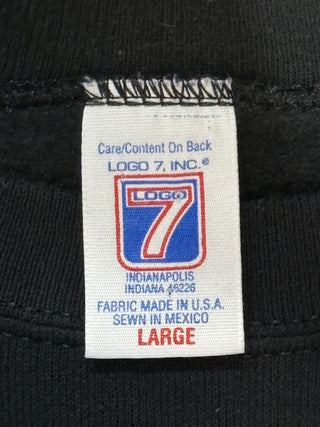 Care/Content On Back
LOGO 7, INC.®
LOGO
7
INDIANAPOLIS
INDIANA 46226
FABRIC MADE IN U.S.A.
SEWN IN MEXICO
LARGE